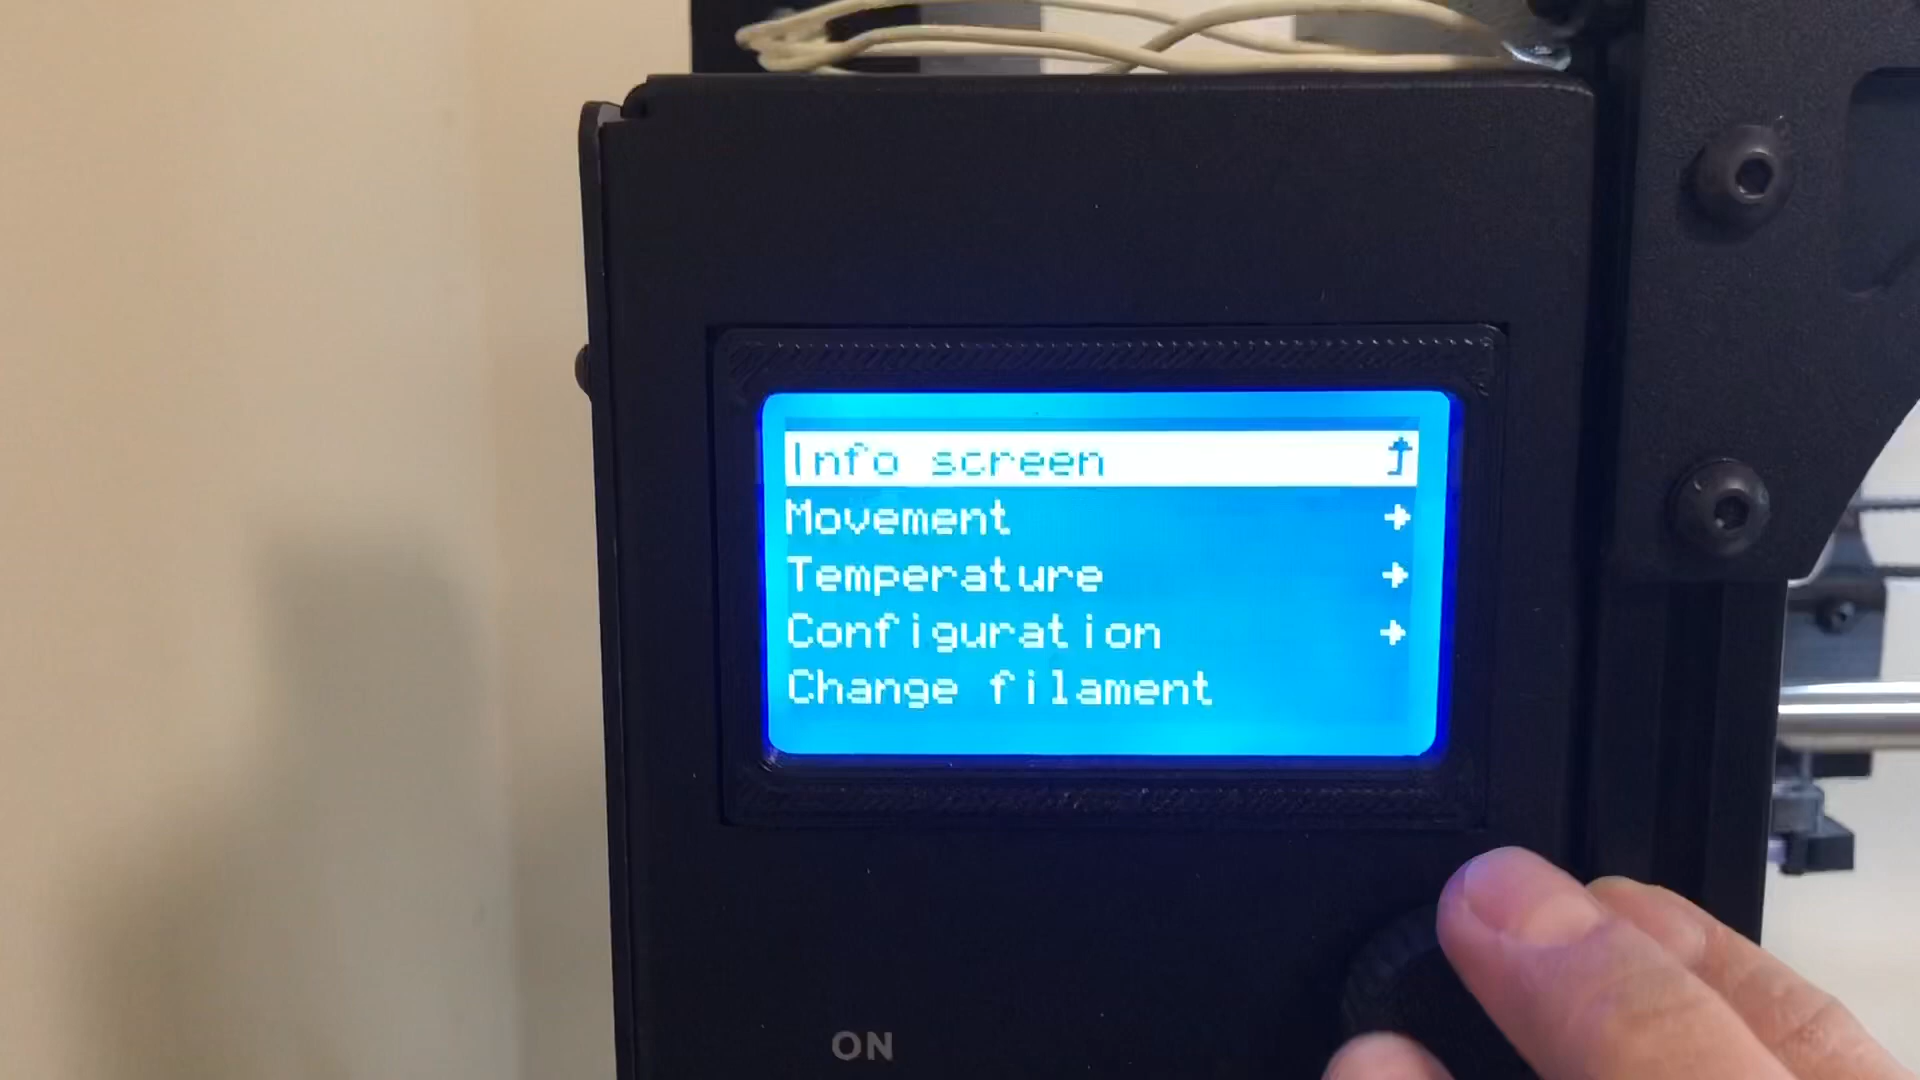 Info screen
Movement
Temperature
Configuration
Change filament
ON